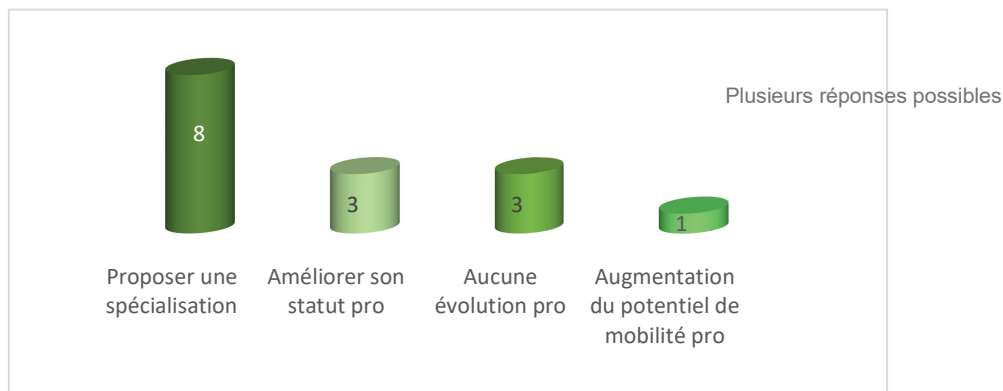 Plusieurs réponses possibles
8
3
3
1
Proposer une
spécialisation
Améliorer son
statut pro
Aucune
évolution pro
Augmentation
du potentiel de
mobilité pro